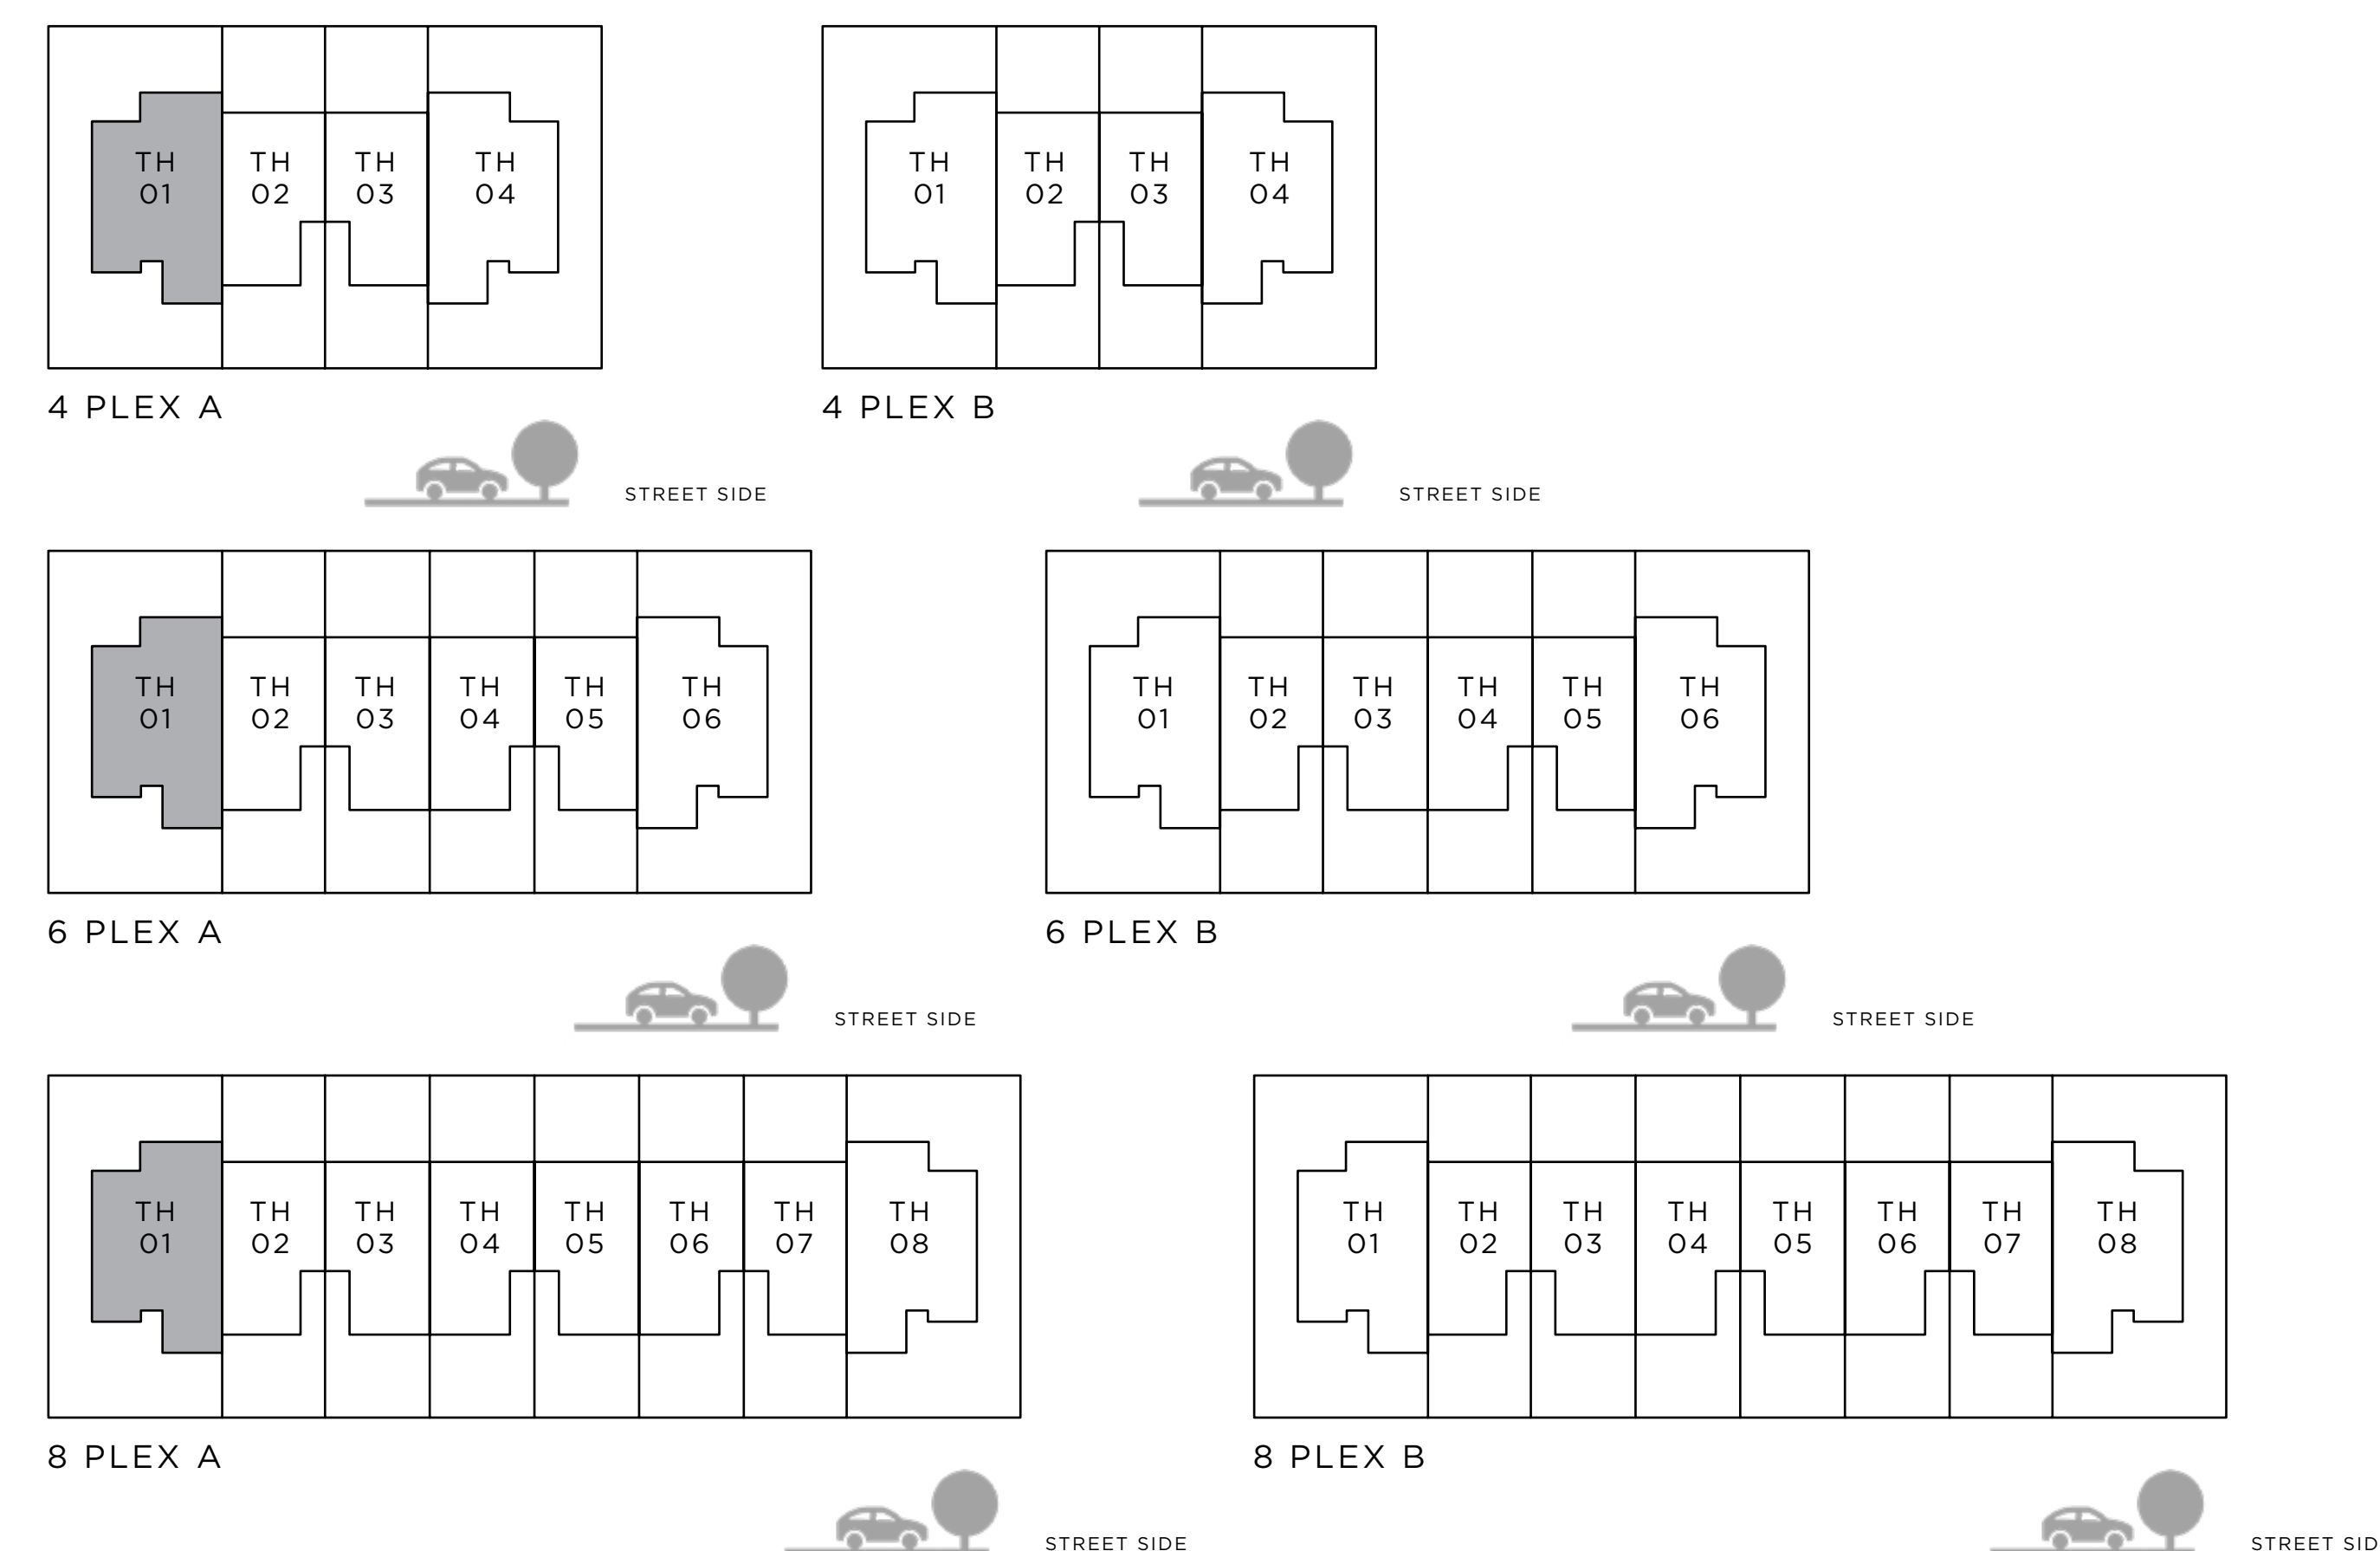 TH TH TH TH
01 02 03 04
4 PLEX A
STREET SIDE
TH TH TH TH
01 02 03 04
4 PLEX B
STREET SIDE
TH TH TH TH TH TH
01 02 03 04 05 06
6 PLEX A
STREET SIDE
TH TH TH TH TH TH
01 02 03 04 05 06
6 PLEX B
STREET SIDE
TH TH TH TH TH TH TH TH
01 02 03 04 05 06 07 08
8 PLEX A
STREET SIDE
TH TH TH TH TH TH TH TH
01 02 03 04 05 06 07 08
8 PLEX B
STREET SID